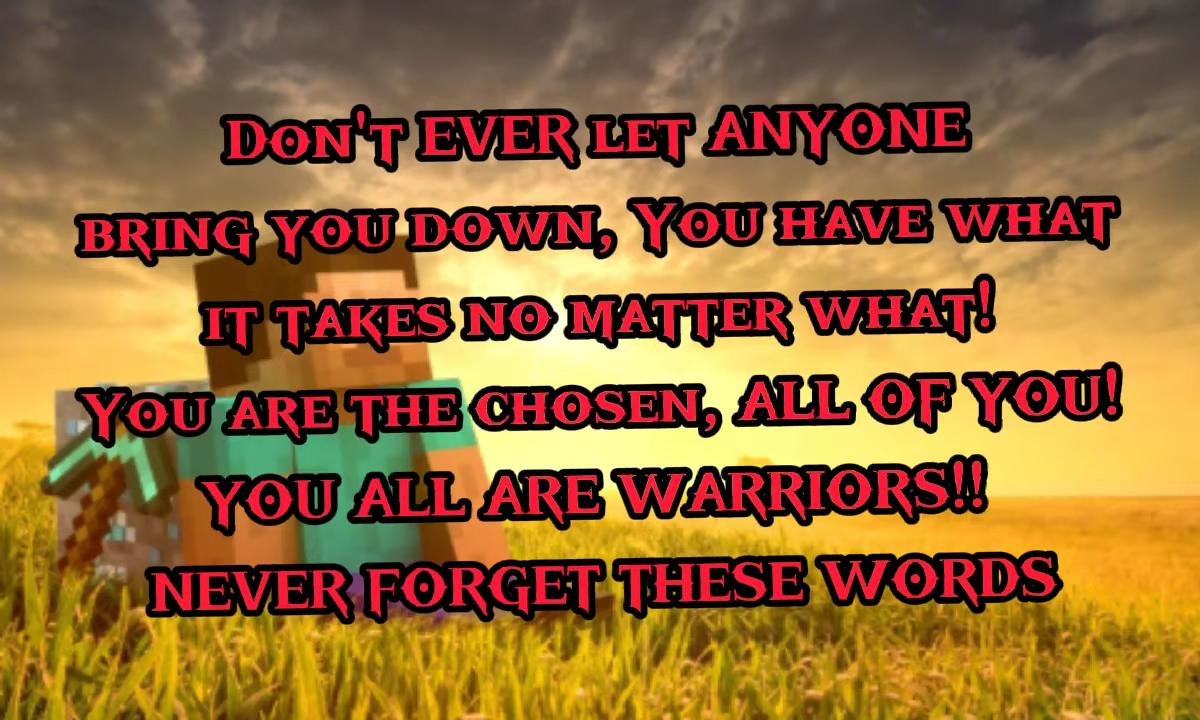 Don't EVER let ANYONE
bring you down, You have what
it takes no matter what!
You are the chosen, ALL OF YOU!
YOU ALL ARE WARRIORS!!
NEVER FORGET THESE WORDS